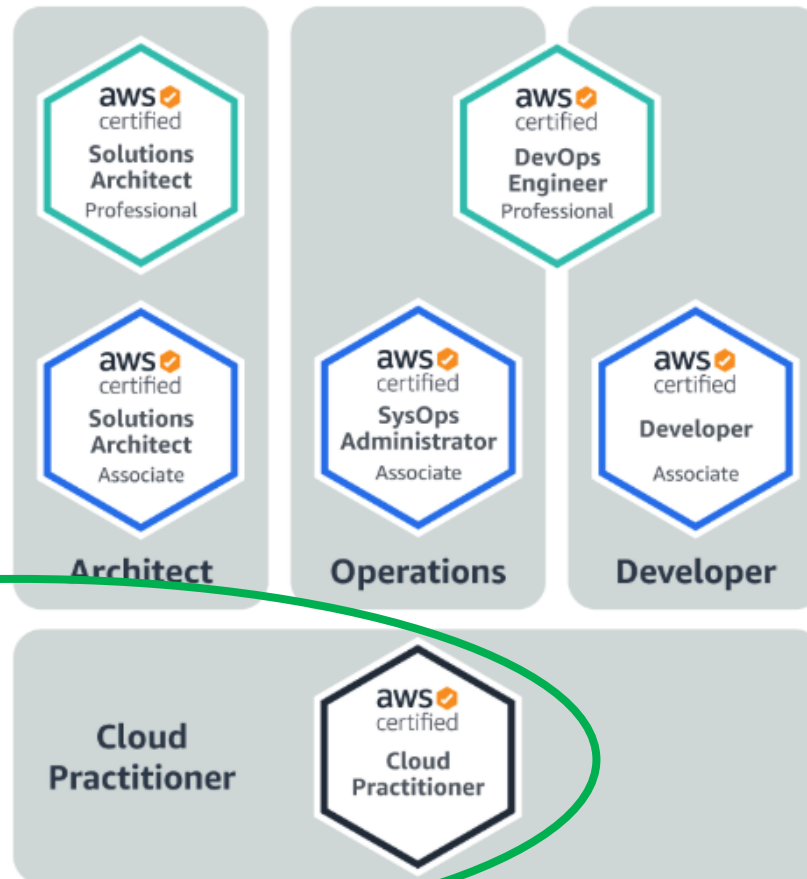 aws
certified
Solutions
Architect
Professional
aws
certified
DevOps
Engineer
Professional
aws
certified
Solutions
Architect
Associate
aws
certified
SysOps
Administrator
Associate
aws
certified
Developer
Associate
Architect
Operations
Developer
Cloud
Practitioner
aws
certified
Cloud
Practitioner